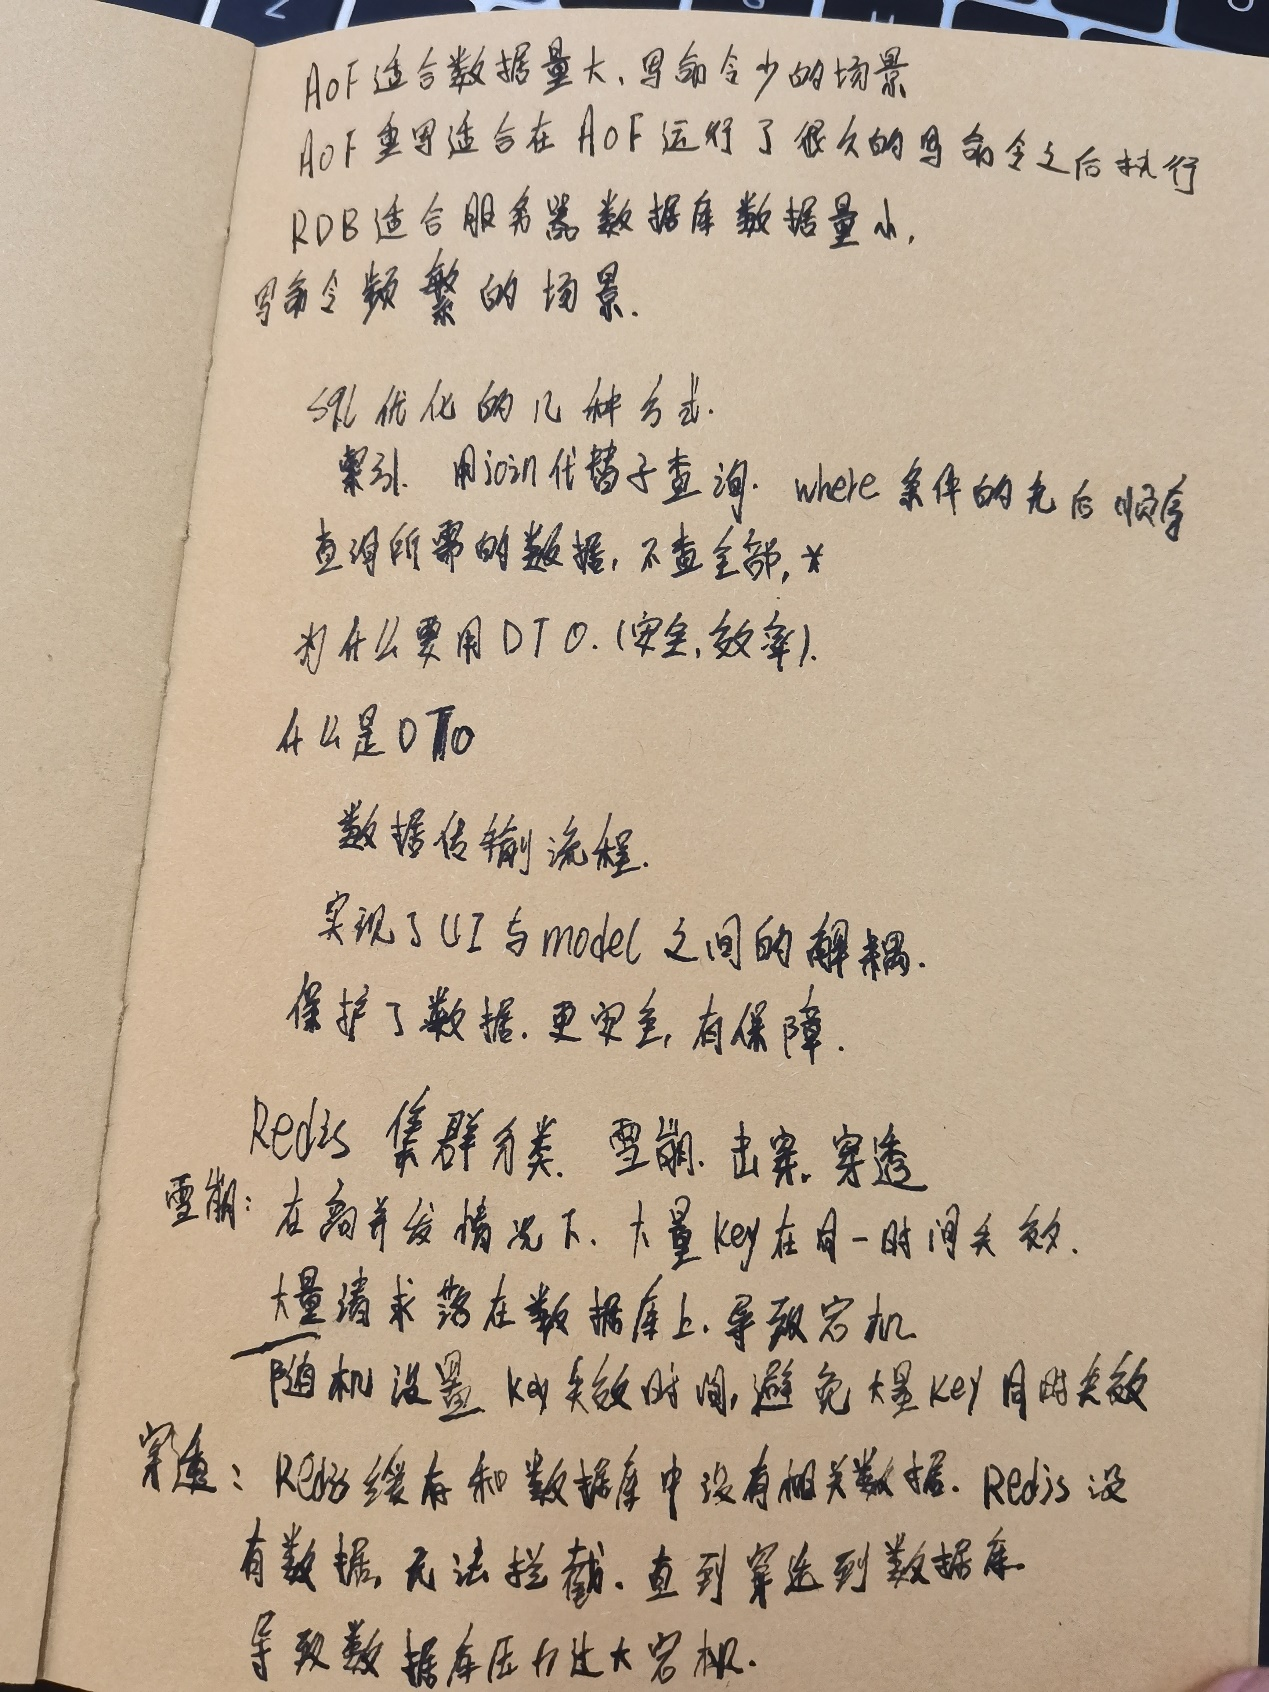 AOF适合数据量大、写命令少的场景
AOF重写适合在AOF运行了很久的写命令之后执行
RDB适合服务器数据库数据量小,
写命令频繁的场景.
sql优化的几种方式.
索引. 用join代替子查询. where条件的先后顺序
查询所需的数据, 不查全部, *
为什么要用DTO.(安全,效率).
什么是DTO
数据传输流程.
实现了UI与model之间的解耦.
保护了数据. 更安全, 有保障.
Redis 集群分类. 雪崩. 击穿. 穿透
雪崩: 在高并发情况下. 大量key在同一时间失效.
大量请求落在数据库上. 导致宕机
随机设置 key失效时间, 避免大量key同时失效
穿透: Redis缓存和数据库中没有相关数据. Redis没
有数据, 无法拦截. 直到穿透到数据库
导致数据库压力过大宕机.